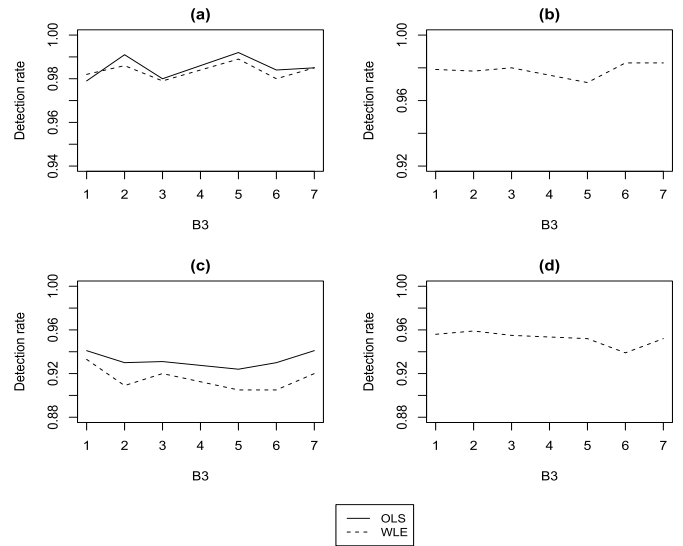 (a)
Detection rate
1.00
0.98
0.96
0.94
1 2 3 4 5 6 7
B3
(b)
Detection rate
1.00
0.96
0.92
1 2 3 4 5 6 7
B3
(c)
Detection rate
1.00
0.96
0.92
0.88
1 2 3 4 5 6 7
B3
(d)
Detection rate
1.00
0.96
0.92
0.88
1 2 3 4 5 6 7
B3
OLS
WLE